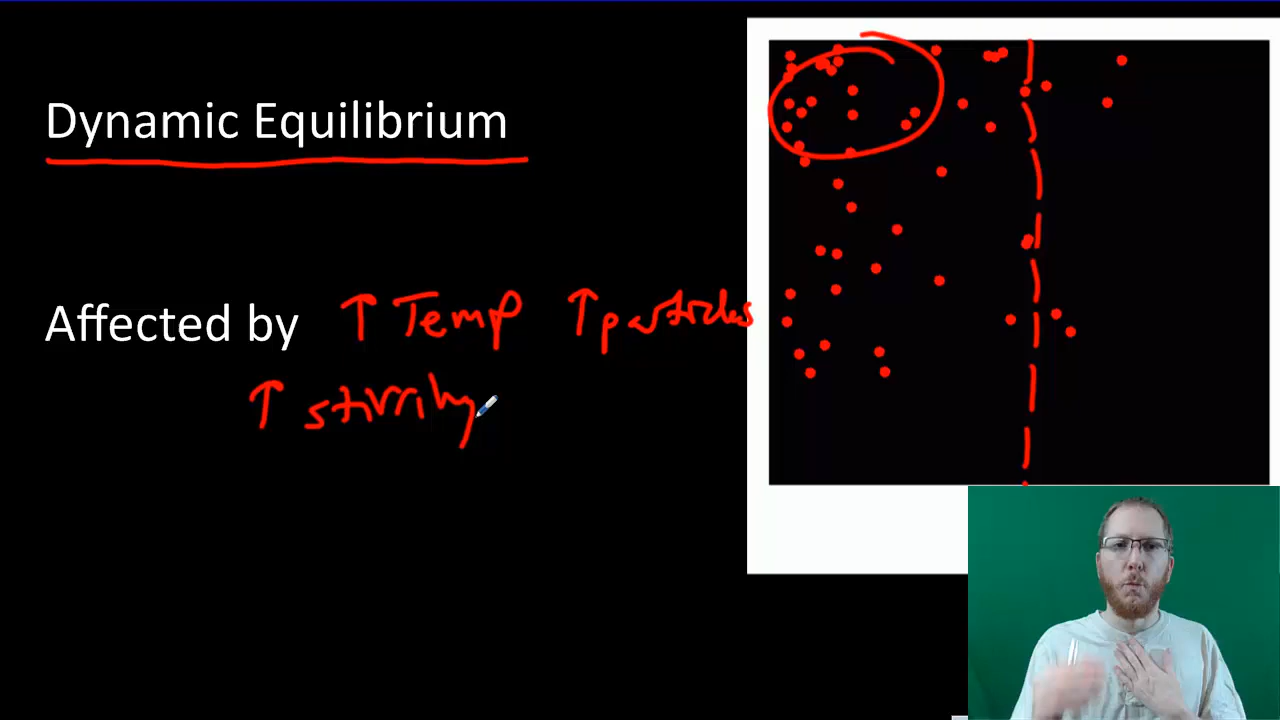 Dynamic Equilibrium
Affected by ↑ Temp ↑ particles
↑ stirring